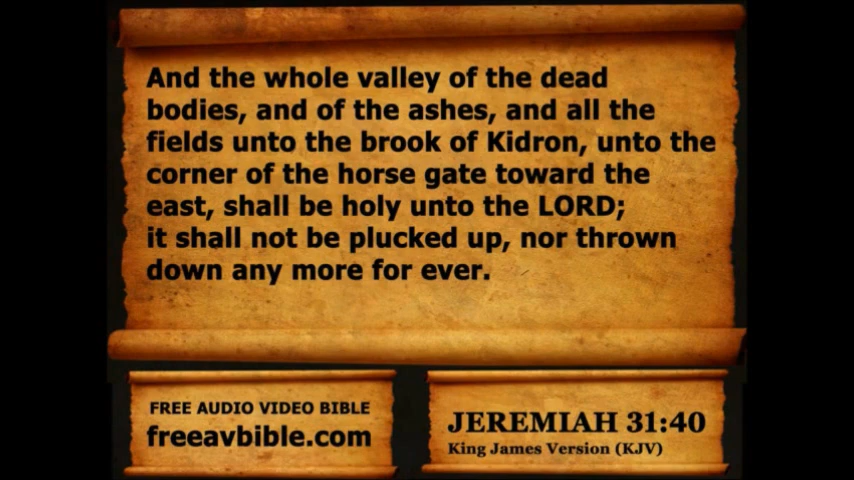 And the whole valley of the dead
bodies, and of the ashes, and all the
fields unto the brook of Kidron, unto the
corner of the horse gate toward the
east, shall be holy unto the LORD;
it shall not be plucked up, nor thrown
down any more for ever.
FREE AUDIO VIDEO BIBLE
freeavbible.com
JEREMIAH 31:40
King James Version (KJV)